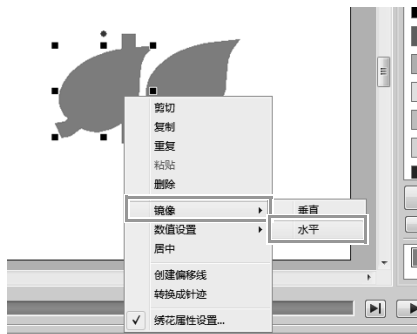 剪切
复制
重复
粘贴
删除
镜像
垂直
数值设置
水平
居中
创建偏移线
转换成针迹
绣花属性设置...